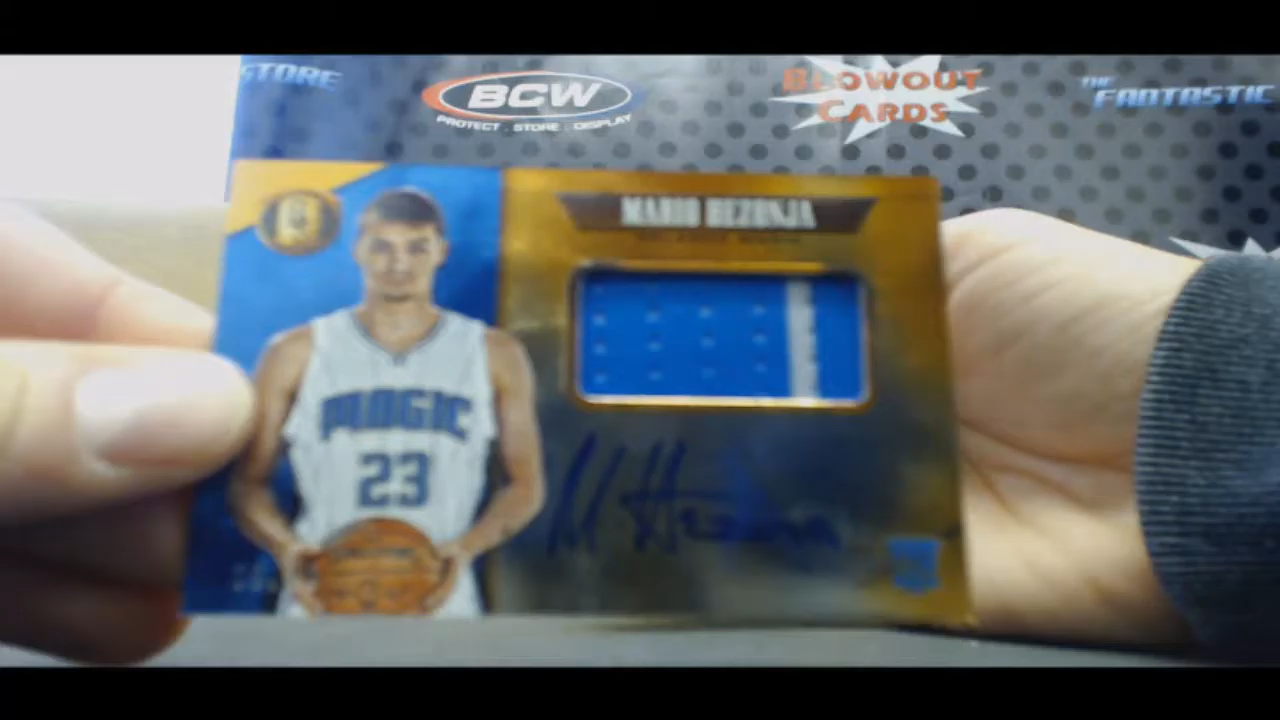 STORE
BCW
PROTECT . STORE . DISPLAY
BLOWOUT
CARDS
THE
FANTASTIC
MARIO HEZONJA
MAGIC
23